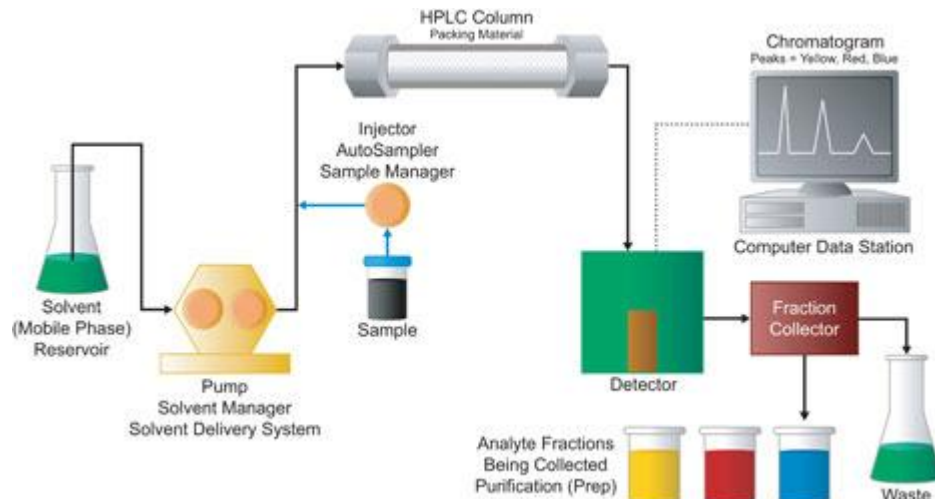 HPLC Column
Packing Material
Chromatogram
Peaks = Yellow, Red, Blue
Injector
AutoSampler
Sample Manager
Computer Data Station
Solvent
(Mobile Phase)
Reservoir
Sample
Fraction
Collector
Pump
Solvent Manager
Solvent Delivery System
Detector
Analyte Fractions
Being Collected
Purification (Prep)
Waste